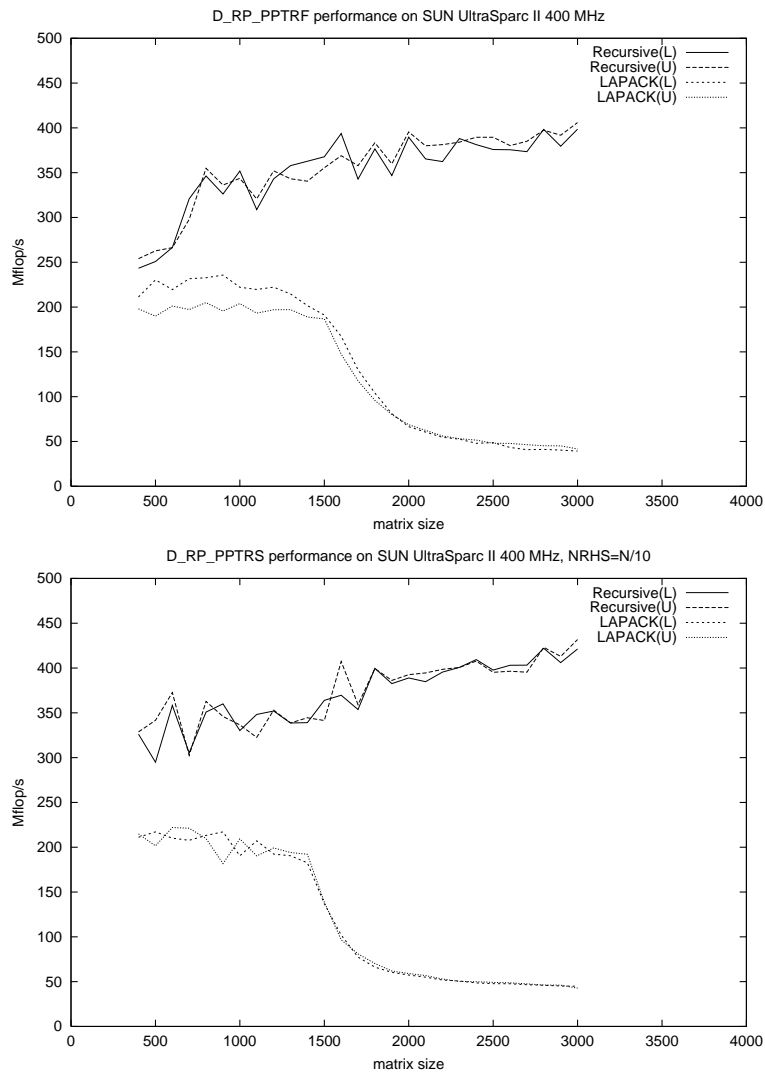 D_RP_PPTRF performance on SUN UltraSparc II 400 MHz
500
450
400
350
300
250
200
150
100
50
0
Mflop/s
Recursive(L)
Recursive(U)
LAPACK(L)
LAPACK(U)
0 500 1000 1500 2000 2500 3000 3500 4000
matrix size
D_RP_PPTRS performance on SUN UltraSparc II 400 MHz, NRHS=N/10
500
450
400
350
300
250
200
150
100
50
0
Mflop/s
Recursive(L)
Recursive(U)
LAPACK(L)
LAPACK(U)
0 500 1000 1500 2000 2500 3000 3500 4000
matrix size